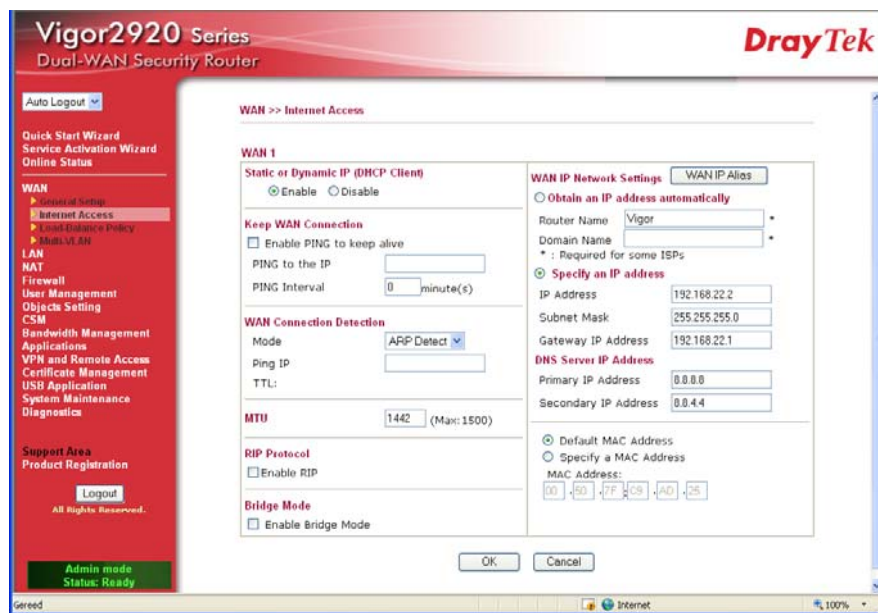 Vigor2920 Series
Dual-WAN Security Router
DrayTek
Auto Logout
Quick Start Wizard
Service Activation Wizard
Online Status
WAN
General Setup
Internet Access
Load-Balance Policy
Multi-VLAN
LAN
NAT
Firewall
User Management
Objects Setting
CSM
Bandwidth Management
Applications
VPN and Remote Access
Certificate Management
USB Application
System Maintenance
Diagnostics
Support Area
Product Registration
Logout
All Rights Reserved.
Admin mode
Status: Ready
WAN >> Internet Access
WAN 1
Static or Dynamic IP (DHCP Client)
Enable Disable
Keep WAN Connection
Enable PING to keep alive
PING to the IP
PING Interval 0 minute(s)
WAN Connection Detection
Mode ARP Detect
Ping IP
TTL:
MTU 1442 (Max:1500)
RIP Protocol
Enable RIP
Bridge Mode
Enable Bridge Mode
WAN IP Network Settings WAN IP Alias
Obtain an IP address automatically
Router Name Vigor *
Domain Name *
* : Required for some ISPs
Specify an IP address
IP Address 192.168.22.2
Subnet Mask 255.255.255.0
Gateway IP Address 192.168.22.1
DNS Server IP Address
Primary IP Address 8.8.8.8
Secondary IP Address 8.8.4.4
Default MAC Address
Specify a MAC Address
MAC Address:
00 .50 .7F :C9 .AD .25
OK Cancel
Gereed Internet 100%